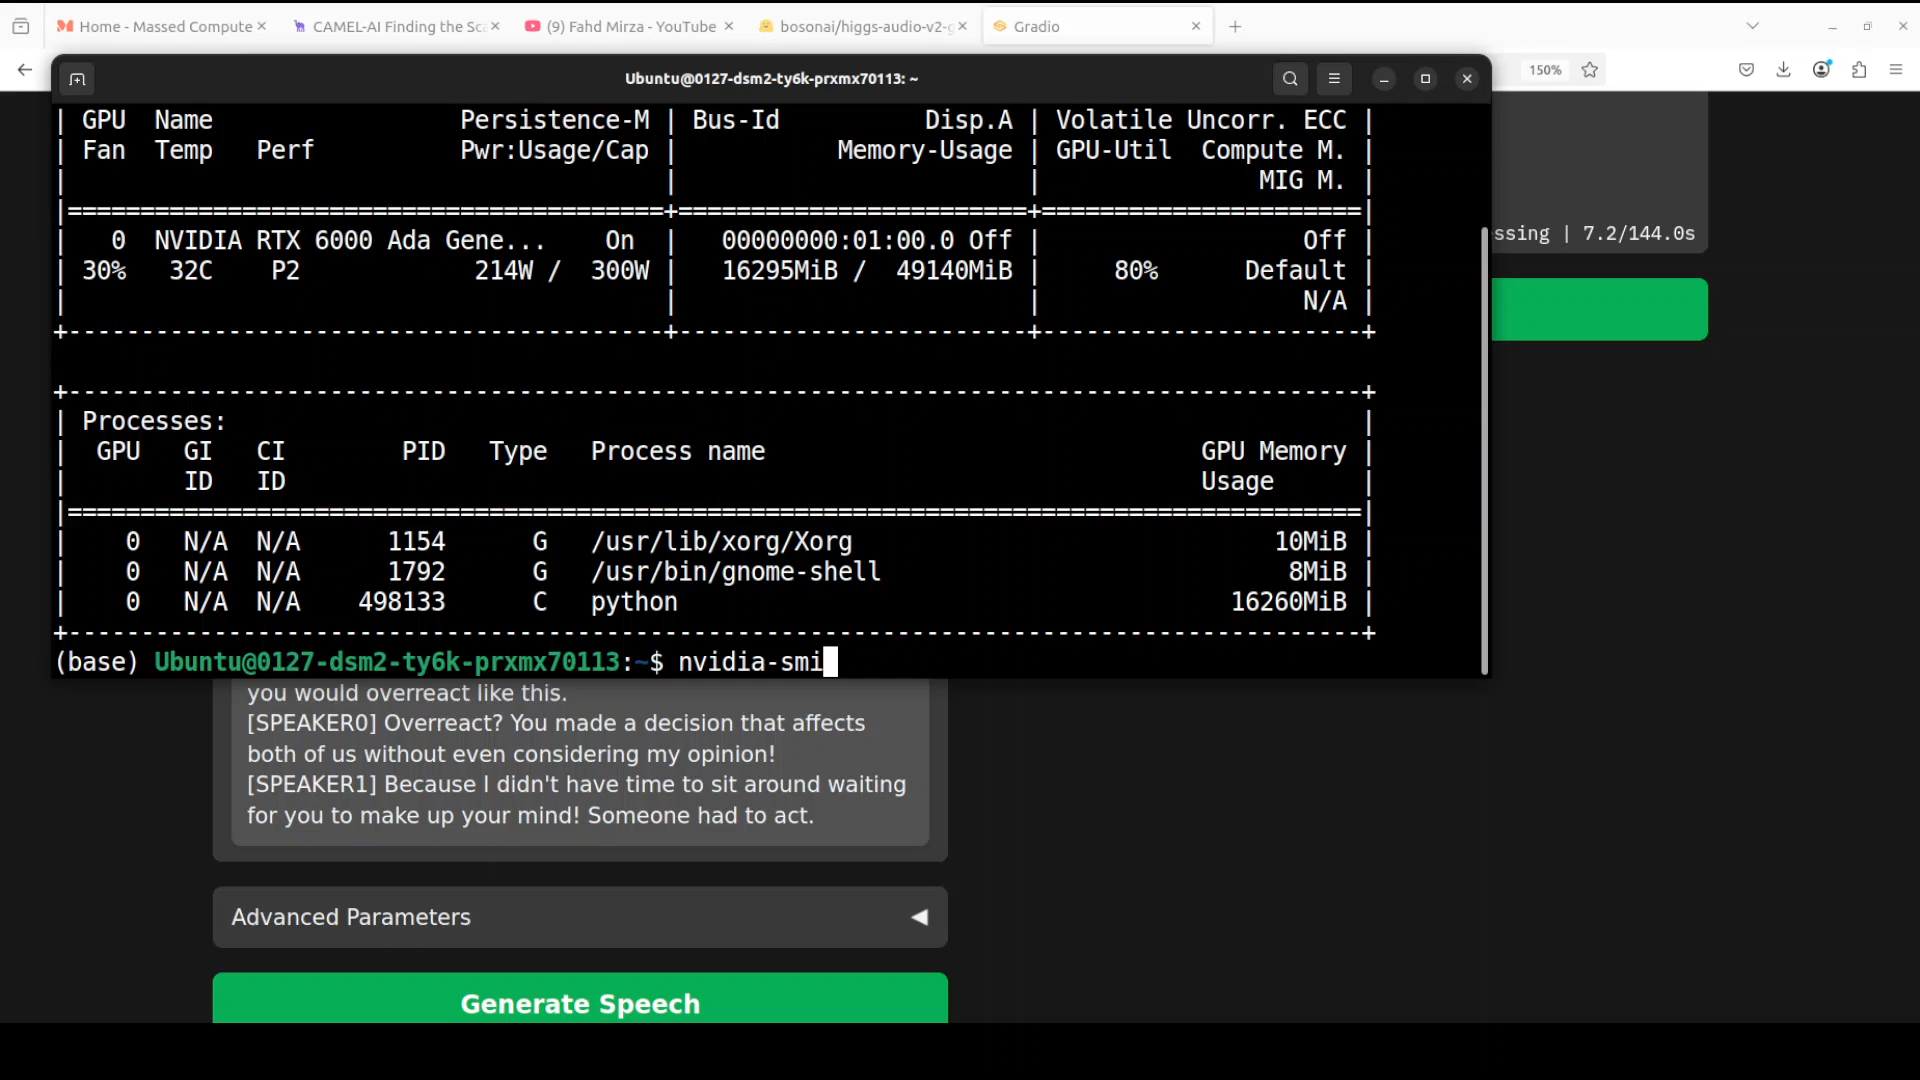 Home - Massed Compute
CAMEL-AI Finding the Sca
(9) Fahd Mirza - YouTube
bosonai/higgs-audio-v2-g
Gradio
150%
Ubuntu@0127-dsm2-ty6k-prxmx70113: ~
| GPU  Name                 Persistence-M | Bus-Id          Disp.A | Volatile Uncorr. ECC |
| Fan  Temp   Perf          Pwr:Usage/Cap |           Memory-Usage | GPU-Util  Compute M. |
|                                         |                        |               MIG M. |
|=========================================+========================+======================|
|   0  NVIDIA RTX 6000 Ada Gene...    On  |   00000000:01:00.0 Off |                  Off |
| 30%   32C    P2            214W /  300W |   16295MiB /  49140MiB |     80%      Default |
|                                         |                        |                  N/A |
+-----------------------------------------+------------------------+----------------------+
+-----------------------------------------------------------------------------------------+
| Processes:                                                                              |
|  GPU   GI   CI        PID   Type   Process name                              GPU Memory |
|        ID   ID                                                               Usage      |
|=========================================================================================|
|    0   N/A  N/A      1154      G   /usr/lib/xorg/Xorg                             10MiB |
|    0   N/A  N/A      1792      G   /usr/bin/gnome-shell                            8MiB |
|    0   N/A  N/A    498133      C   python                                      16260MiB |
+-----------------------------------------------------------------------------------------+
(base) Ubuntu@0127-dsm2-ty6k-prxmx70113:~$ nvidia-smi
ssing | 7.2/144.0s
you would overreact like this.
[SPEAKER0] Overreact? You made a decision that affects
both of us without even considering my opinion!
[SPEAKER1] Because I didn't have time to sit around waiting
for you to make up your mind! Someone had to act.
Advanced Parameters
Generate Speech